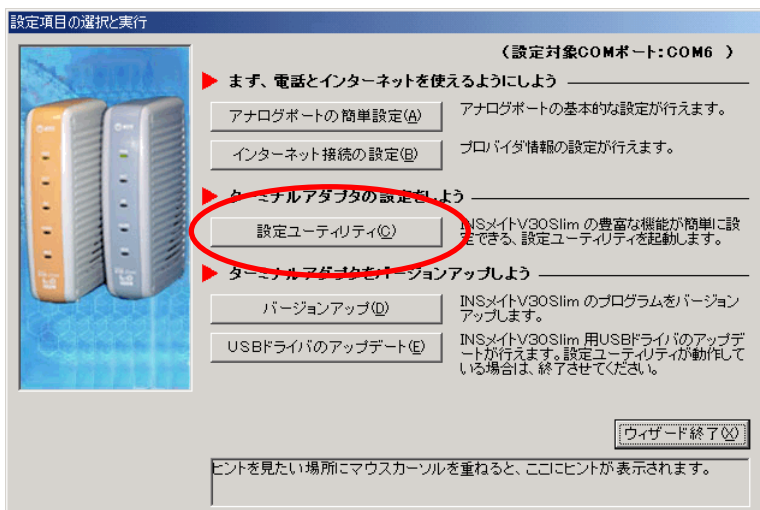 設定項目の選択と実行
(設定対象COMポート:COM6 )
まず、電話とインターネットを使えるようにしよう
アナログポートの簡単設定(A)
アナログポートの基本的な設定が行えます。
インターネット接続の設定(B)
プロバイダ情報の設定が行えます。
ターミナルアダプタの設定をしよう
設定ユーティリティ(C)
INSメイトV30Slim の豊富な機能が簡単に設
定できる、設定ユーティリティを起動します。
ターミナルアダプタをバージョンアップしよう
バージョンアップ(D)
INSメイトV30Slim のプログラムをバージョン
アップします。
USBドライバのアップデート(E)
INSメイトV30Slim 用USBドライバのアップデ
ートが行えます。設定ユーティリティが動作して
いる場合は、終了させてください。
ウィザード終了(X)
ヒントを見たい場所にマウスカーソルを重ねると、ここにヒントが表示されます。